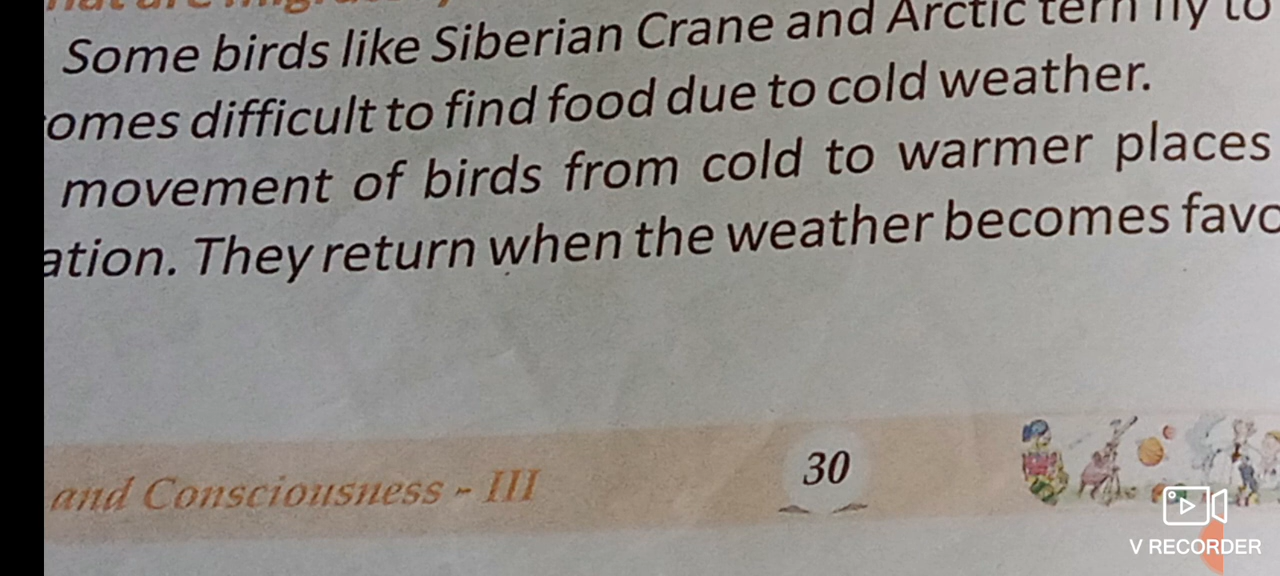 Some birds like Siberian Crane and Arctic tern fly to
omes difficult to find food due to cold weather.
movement of birds from cold to warmer places
ation. They return when the weather becomes favo
and Consciousness - III
30
V RECORDER